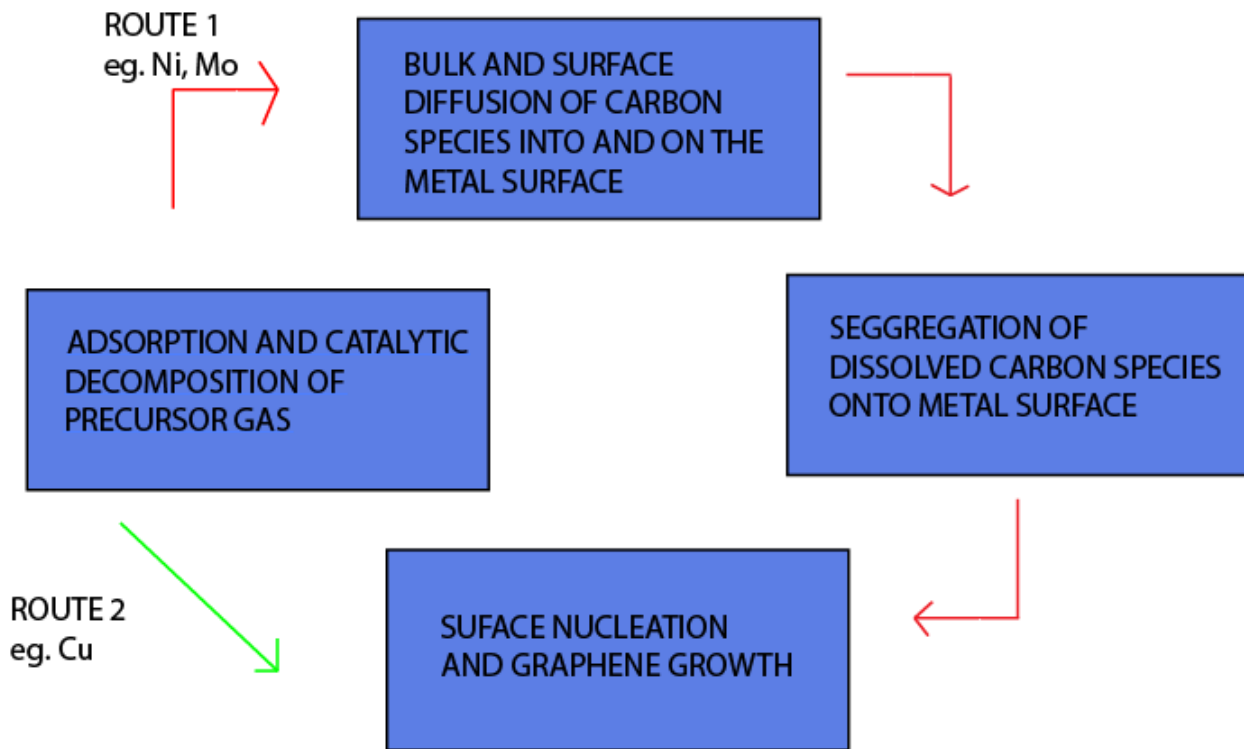 ROUTE 1
eg. Ni, Mo
BULK AND SURFACE
DIFFUSION OF CARBON
SPECIES INTO AND ON THE
METAL SURFACE
ADSORPTION AND CATALYTIC
DECOMPOSITION OF
PRECURSOR GAS
SEGGREGATION OF
DISSOLVED CARBON SPECIES
ONTO METAL SURFACE
ROUTE 2
eg. Cu
SUFACE NUCLEATION
AND GRAPHENE GROWTH